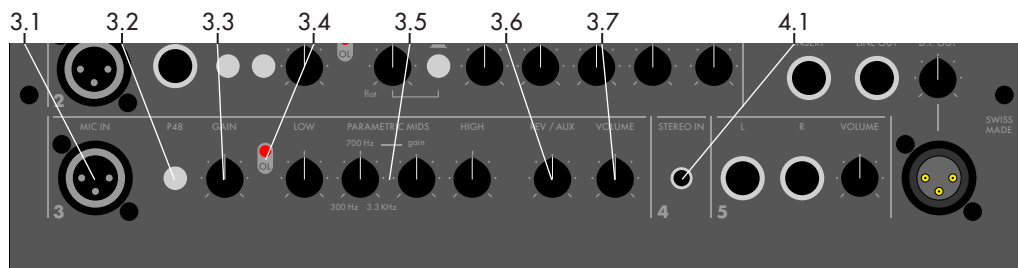 3.1 3.2 3.3 3.4 3.5 3.6 3.7 4.1
INSERT LINE OUT D.I. OUT
OL
flat
2
MIC IN P48 GAIN LOW PARAMETRIC MIDS HIGH REV / AUX VOLUME STEREO IN L R VOLUME
SWISS
MADE
700 Hz gain
OL
300 Hz 3.3 KHz
3 4 5